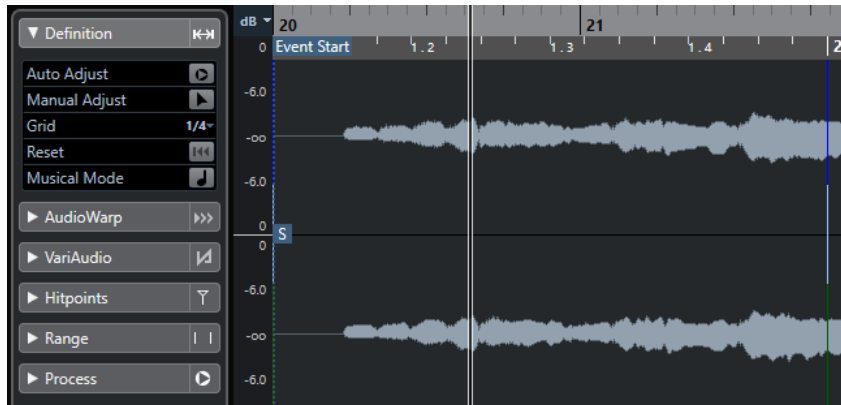 Definition
Auto Adjust
Manual Adjust
Grid 1/4
Reset
Musical Mode
AudioWarp
VariAudio
Hitpoints
Range
Process
dB 20 21
0 Event Start 1.2 1.3 1.4 2
-6.0
-oo
-6.0
0
S
0
-6.0
-oo
-6.0